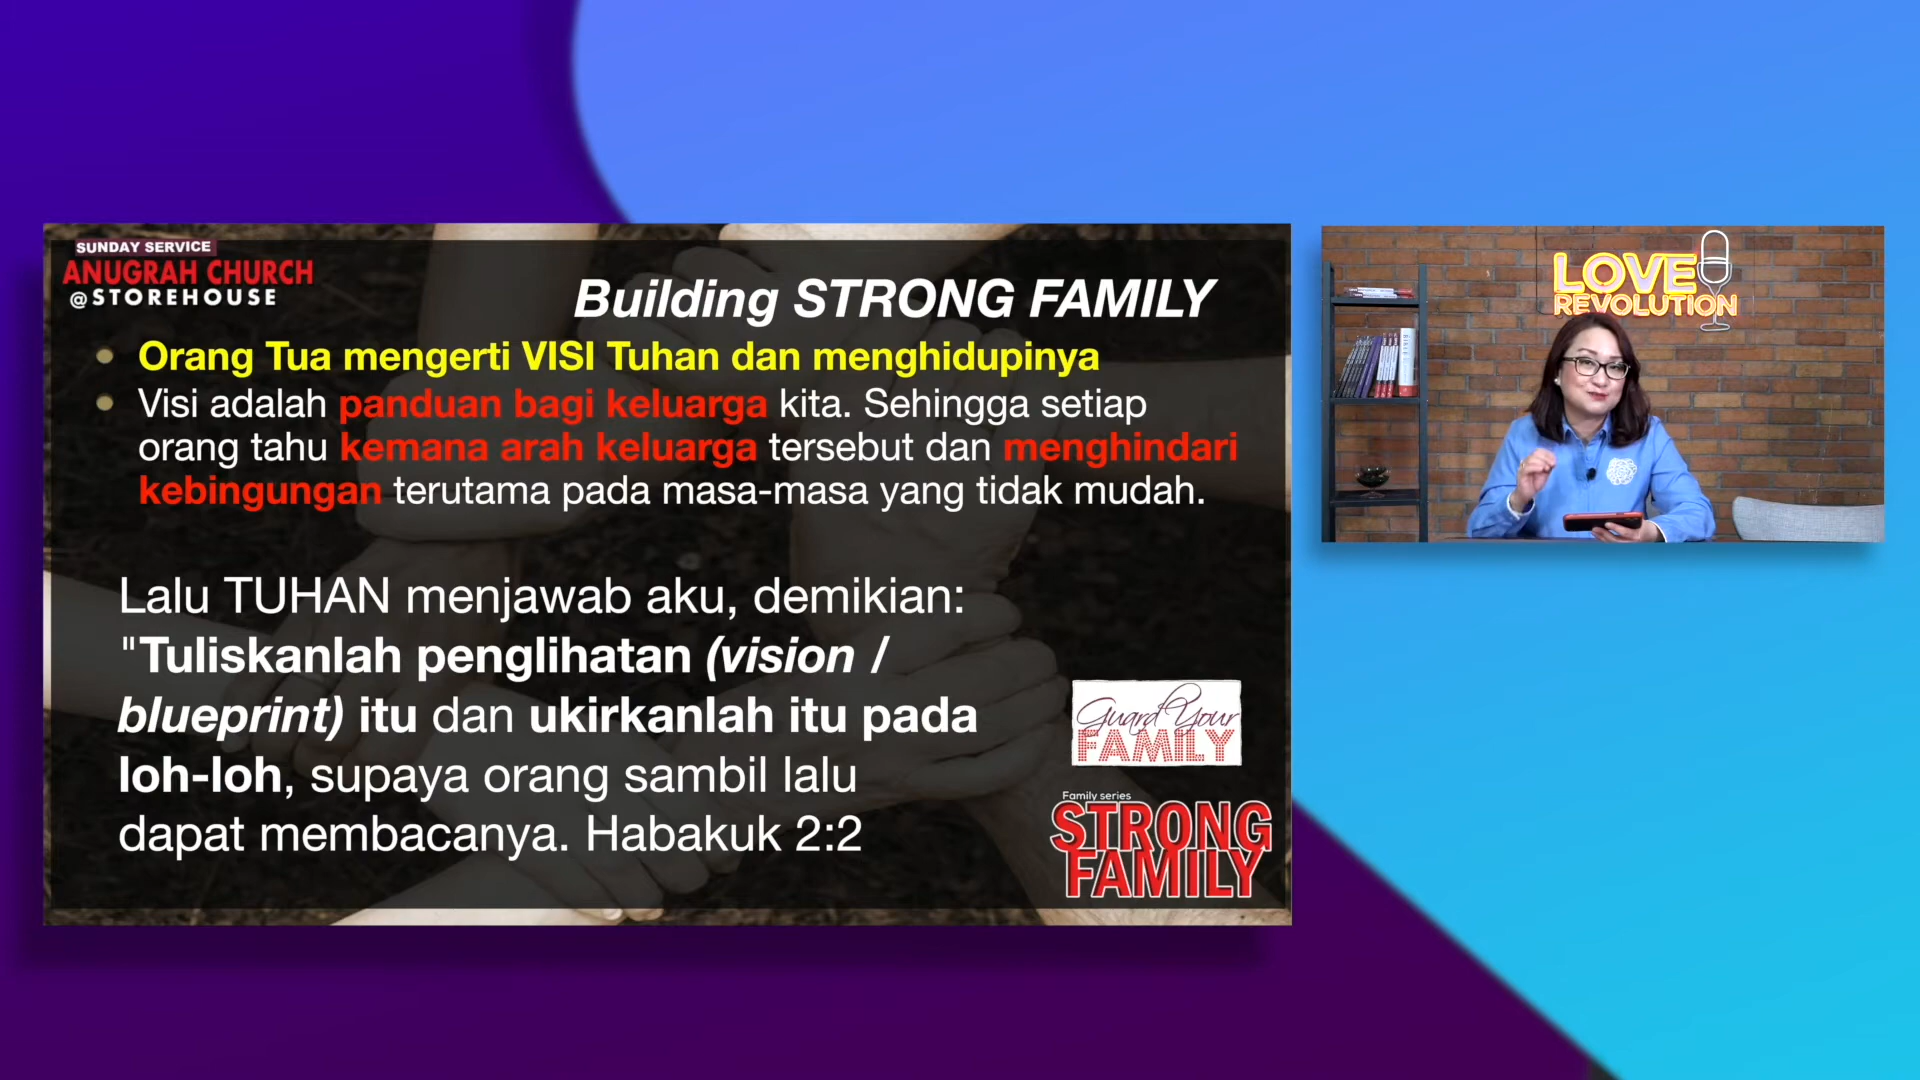 SUNDAY SERVICE
ANUGRAH CHURCH
@STOREHOUSE
Building STRONG FAMILY
Orang Tua mengerti VISI Tuhan dan menghidupinya
Visi adalah panduan bagi keluarga kita. Sehingga setiap
orang tahu kemana arah keluarga tersebut dan menghindari
kebingungan terutama pada masa-masa yang tidak mudah.
Lalu TUHAN menjawab aku, demikian:
"Tuliskanlah penglihatan (vision /
blueprint) itu dan ukirkanlah itu pada
loh-loh, supaya orang sambil lalu
dapat membacanya. Habakuk 2:2
Guard Your
FAMILY
Family series
STRONG
FAMILY
LOVE
REVOLUTION